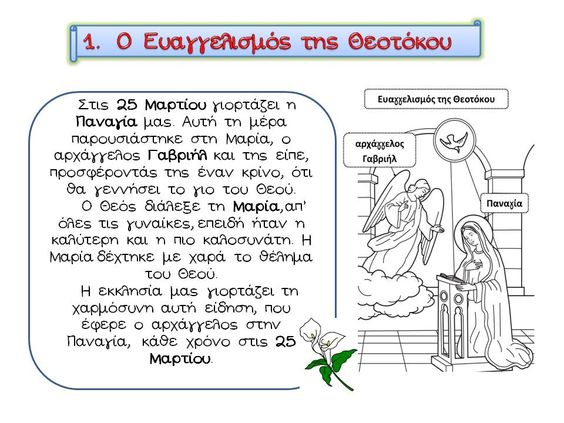 1. Ο Ευαγγελισμός της Θεοτόκου
Στις 25 Μαρτίου γιορτάζει η
Παναγία μας. Αυτή τη μέρα
παρουσιάστηκε στη Μαρία, ο
αρχάγγελος Γαβριήλ και της είπε,
προσφέροντάς της έναν κρίνο, ότι
θα γεννήσει το γιο του Θεού.
Ο Θεός διάλεξε τη Μαρία,απ'
όλες τις γυναίκες,επειδή ήταν η
καλύτερη και η πιο καλοσυνάτη. Η
Μαρία δέχτηκε με χαρά το θέλημα
του Θεού.
Η εκκλησία μας γιορτάζει τη
χαρμόσυνη αυτή είδηση, που
έφερε ο αρχάγγελος στην
Παναγία, κάθε χρόνο στις 25
Μαρτίου.
Ευαγγελισμός της Θεοτόκου
αρχάγγελος
Γαβριήλ
Παναγία